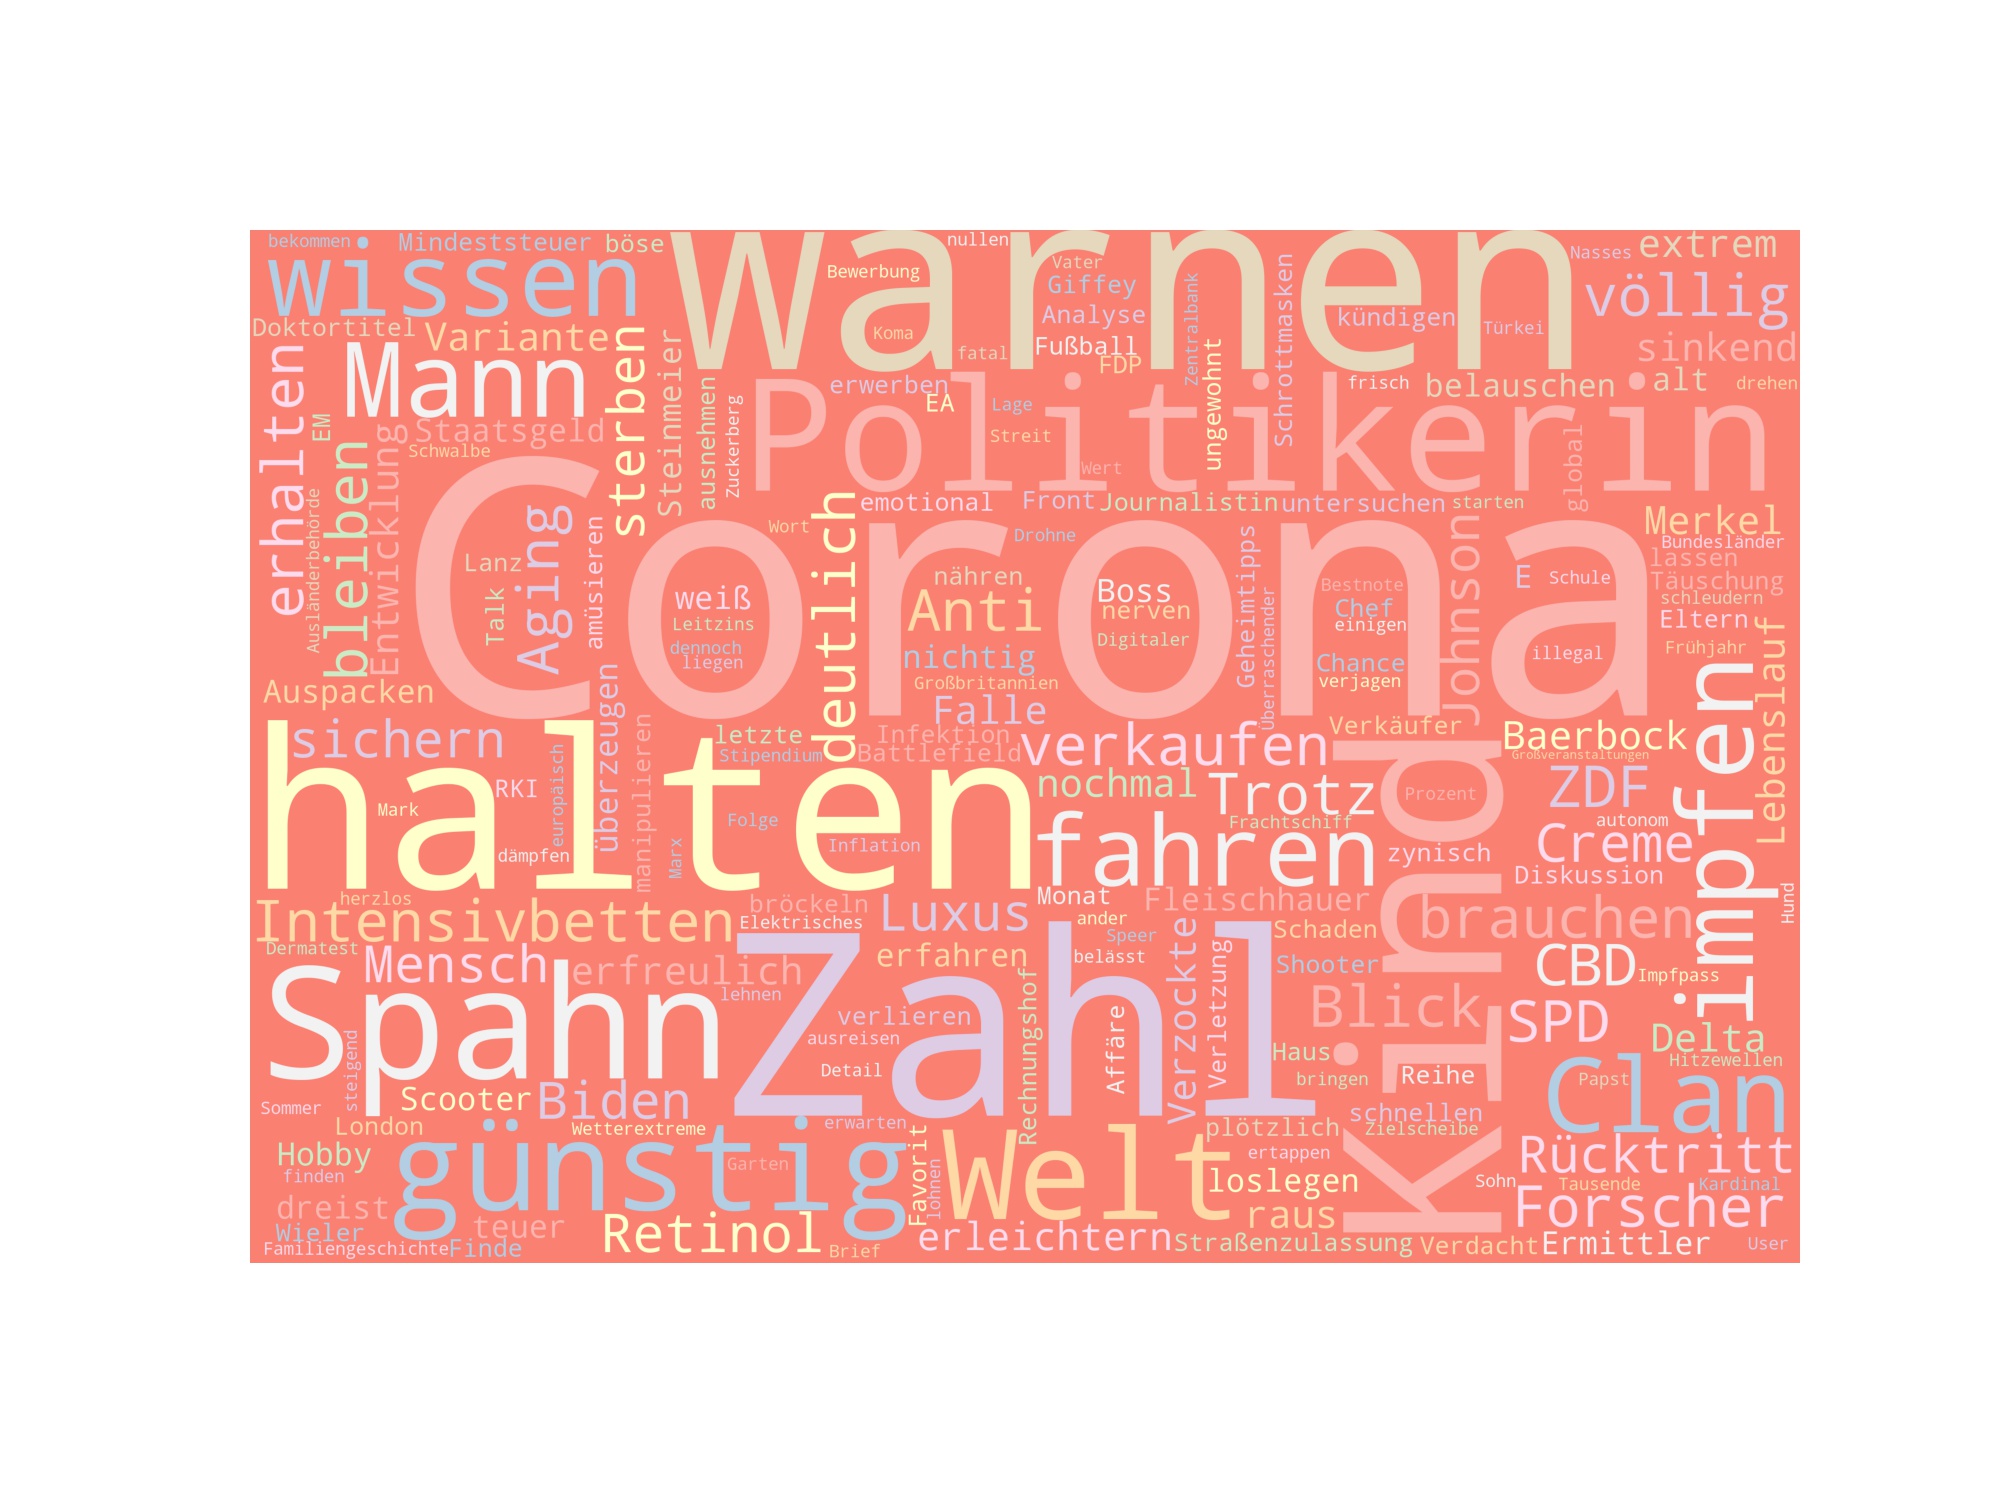 bekommen
Mindeststeuer
böse
wissen
warnen
nullen
Bewerbung
Vater
Giffey
Analyse
Koma
fatal
Fußball
FDP
Zentralbank
Schrottmasken
kündigen
Türkei
Nasses
extrem
völlig
sinkend
Doktortitel
Variante
Mann
erhalten
EM
Staatsgeld
Schwalbe
sterben
Steinmeier
ausnehmen
Zuckerberg
erwerben
EA
Lage
Streit
Wert
ungewohnt
frisch
belauschen
alt
drehen
Politikerin
global
bleiben
Entwicklung
Ausländerbehörde
Aging
amüsieren
Lanz
Talk
Corona
emotional
Front
Journalistin
untersuchen
starten
Wort
Drohne
deutlich
weiß
Leitzins
dennoch
liegen
nähren
Anti
nichtig
Großbritannien
Falle
Boss
nerven
Digitaler
Geheimtipps
Überraschender
Bestnote
Chef
einigen
Chance
verjagen
Johnson
E
Schule
illegal
Merkel
Bundesländer
lassen
Täuschung
schleudern
Eltern
Frühjahr
Auspacken
sichern
überzeugen
manipulieren
letzte
Stipendium
Infektion
Battlefield
verkaufen
Verkäufer
Baerbock
Großveranstaltungen
Lebenslauf
impfen
halten
RKI
europäisch
Mark
dämpfen
Marx
Folge
Inflation
nochmal
Trotz
Frachtschiff
fahren
Prozent
Kind
ZDF
autonom
Creme
zynisch
Diskussion
Hund
herzlos
Intensivbetten
Dermatest
bröckeln
Elektrisches
Luxus
Monat
ander
Speer
belässt
Fleischhauer
Schaden
brauchen
Mensch
erfreulich
lehnen
erfahren
Verzockte
Verletzung
Shooter
CBD
Impfpass
Spahn
Zahl
verlieren
ausreisen
Detail
Rechnungshof
Affäre
Blick
SPD
Delta
Hitzewellen
Haus
bringen
Reihe
Papst
Clan
steigend
Sommer
Scooter
Biden
London
Wetterextreme
erwarten
schnellen
Zielscheibe
plötzlich
ertappen
Hobby
finden
günstig
Garten
Favorit
lohnen
Welt
loslegen
Sohn
Rücktritt
Tausende
Kardinal
dreist
Wieler
teuer
Retinol
raus
Forscher
Familiengeschichte
Finde
Brief
erleichtern
Straßenzulassung
Verdacht
Ermittler
User